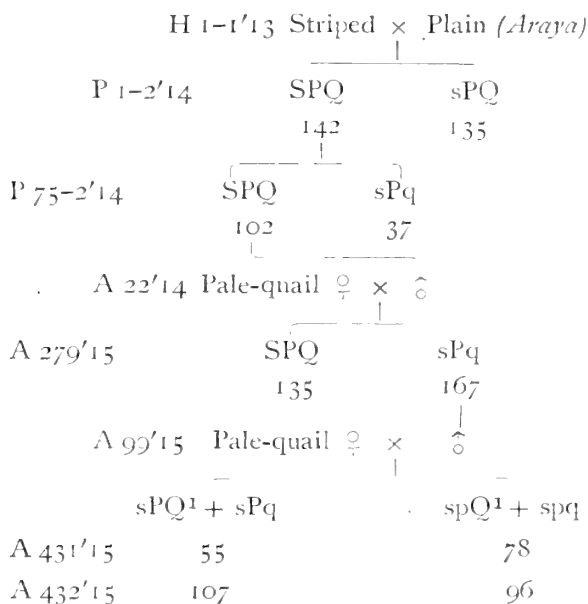 H 1-1'13 Striped × Plain (Araya)
P 1-2'14 SPQ sPQ
142 135
P 75-2'14 SPQ sPq
102 37
A 22'14 Pale-quail ♀ × ♂
A 279'15 SPQ sPq
135 167
A 99'15 Pale-quail ♀ × ♂
sPQ¹ + sPq spQ¹ + spq
A 431'15 55 78
A 432'15 107 96